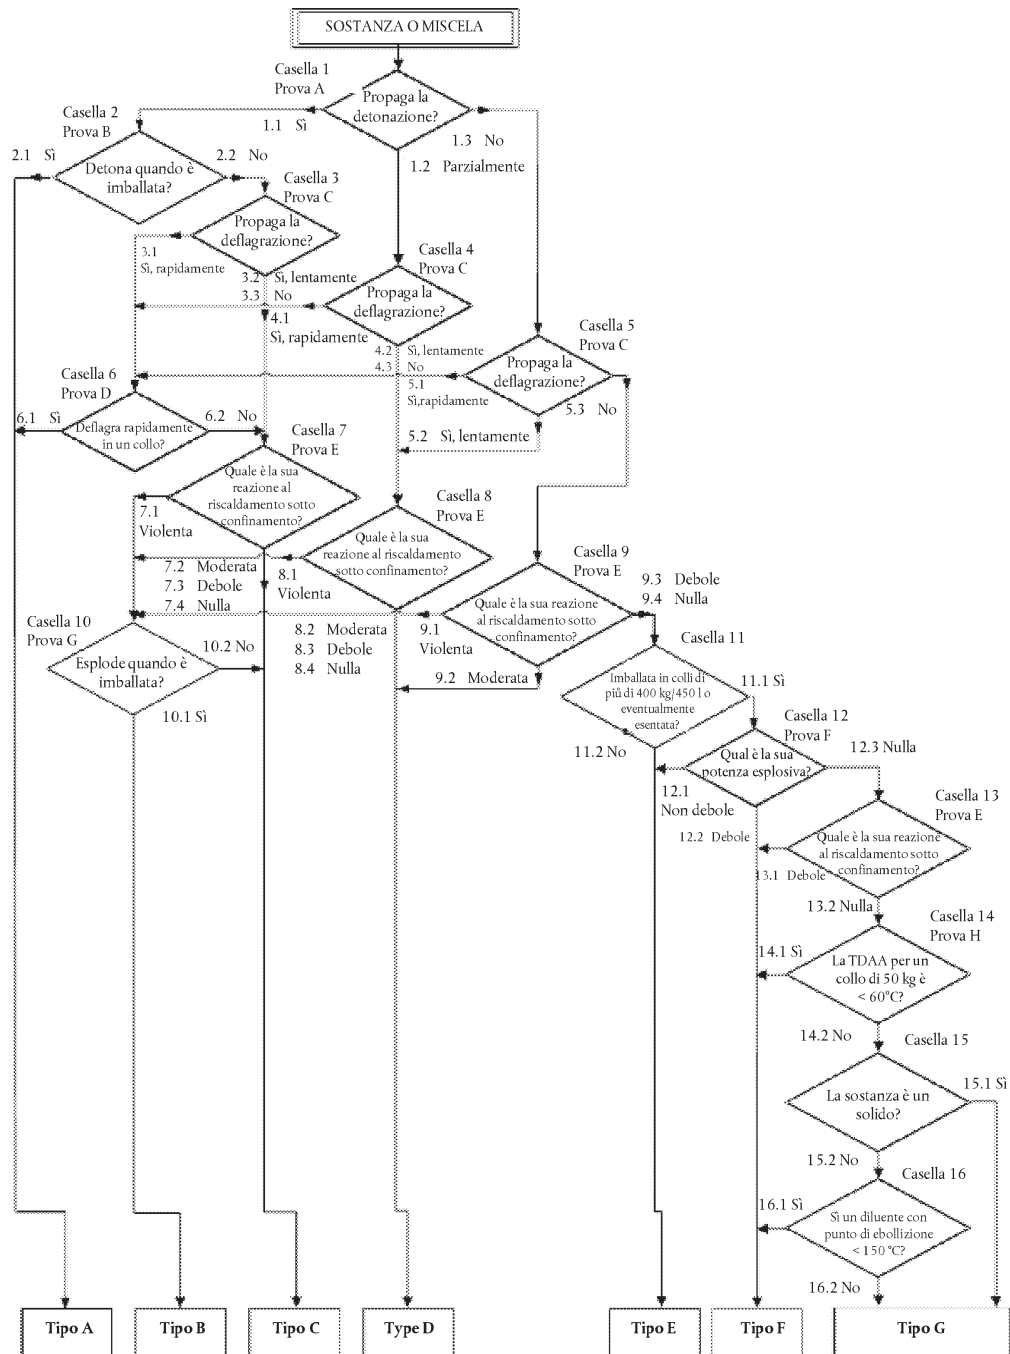 SOSTANZA O MISCELA
Casella 1
Prova A
Propaga la
detonazione?
1.1 Sì
1.3 No
1.2 Parzialmente
Casella 2
Prova B
2.1 Sì
2.2 No
Detona quando è
imballata?
Casella 3
Prova C
Propaga la
deflagrazione?
3.1
Sì, rapidamente
3.2 Sì, lentamente
3.3 No
Casella 4
Prova C
Propaga la
deflagrazione?
4.1
Sì, rapidamente
4.2 Sì, lentamente
4.3 No
Casella 5
Prova C
Propaga la
deflagrazione?
5.1
Sì,rapidamente
5.3 No
5.2 Sì, lentamente
Casella 6
Prova D
6.1 Sì
6.2 No
Deflagra rapidamente
in un collo?
Casella 7
Prova E
Quale è la sua
reazione al
riscaldamento sotto
confinamento?
7.1
Violenta
7.2 Moderata
7.3 Debole
7.4 Nulla
Casella 8
Prova E
Quale è la sua
reazione al riscaldamento
sotto confinamento?
8.1
Violenta
8.2 Moderata
8.3 Debole
8.4 Nulla
Casella 9
Prova E
Quale è la sua reazione
al riscaldamento sotto
confinamento?
9.3 Debole
9.4 Nulla
9.1
Violenta
9.2 Moderata
Casella 10
Prova G
10.2 No
Esplode quando è
imballata?
10.1 Sì
Casella 11
Imballata in colli di
più di 400 kg/450 l o
eventualmente
esentata?
11.1 Sì
11.2 No
Casella 12
Prova F
Qual è la sua
potenza esplosiva?
12.3 Nulla
12.1
Non debole
12.2 Debole
Casella 13
Prova E
Quale è la sua reazione
al riscaldamento sotto
confinamento?
13.1 Debole
13.2 Nulla
Casella 14
Prova H
14.1 Sì
La TDAA per un
collo di 50 kg è
< 60°C?
14.2 No
Casella 15
15.1 Sì
La sostanza è un
solido?
15.2 No
Casella 16
16.1 Sì
Sì un diluente con
punto di ebollizione
< 150 °C?
16.2 No
Tipo A
Tipo B
Tipo C
Type D
Tipo E
Tipo F
Tipo G